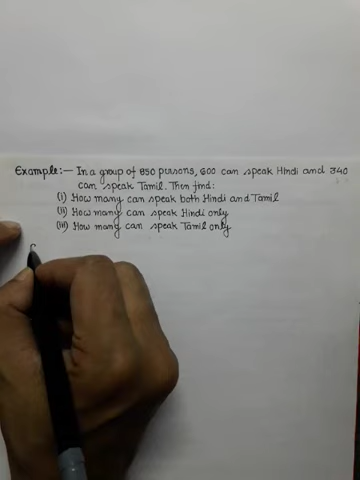 Example:— In a group of 850 persons, 600 can speak Hindi and 340
can speak Tamil. Then find:
(i) How many can speak both Hindi and Tamil
(ii) How many can speak Hindi only
(iii) How many can speak Tamil only